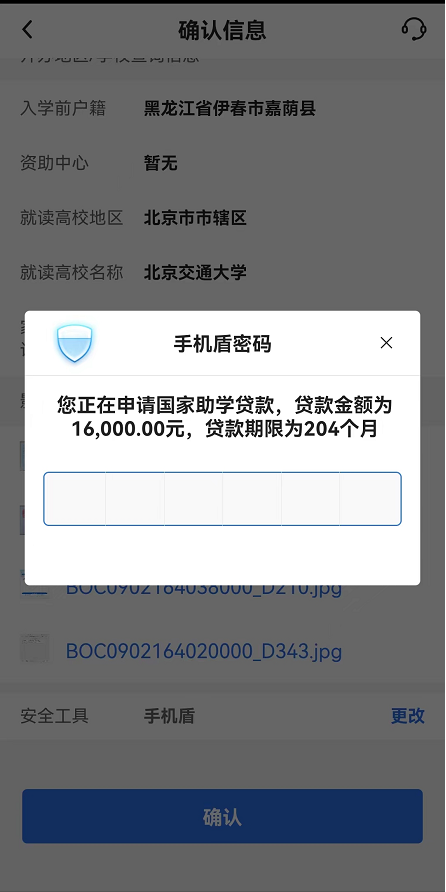 确认信息
入学前户籍 黑龙江省伊春市嘉荫县
资助中心 暂无
就读高校地区 北京市市辖区
就读高校名称 北京交通大学
手机盾密码
您正在申请国家助学贷款，贷款金额为
16,000.00元，贷款期限为204个月
BOC0902164038000_D210.jpg
BOC0902164020000_D343.jpg
安全工具 手机盾 更改
确认